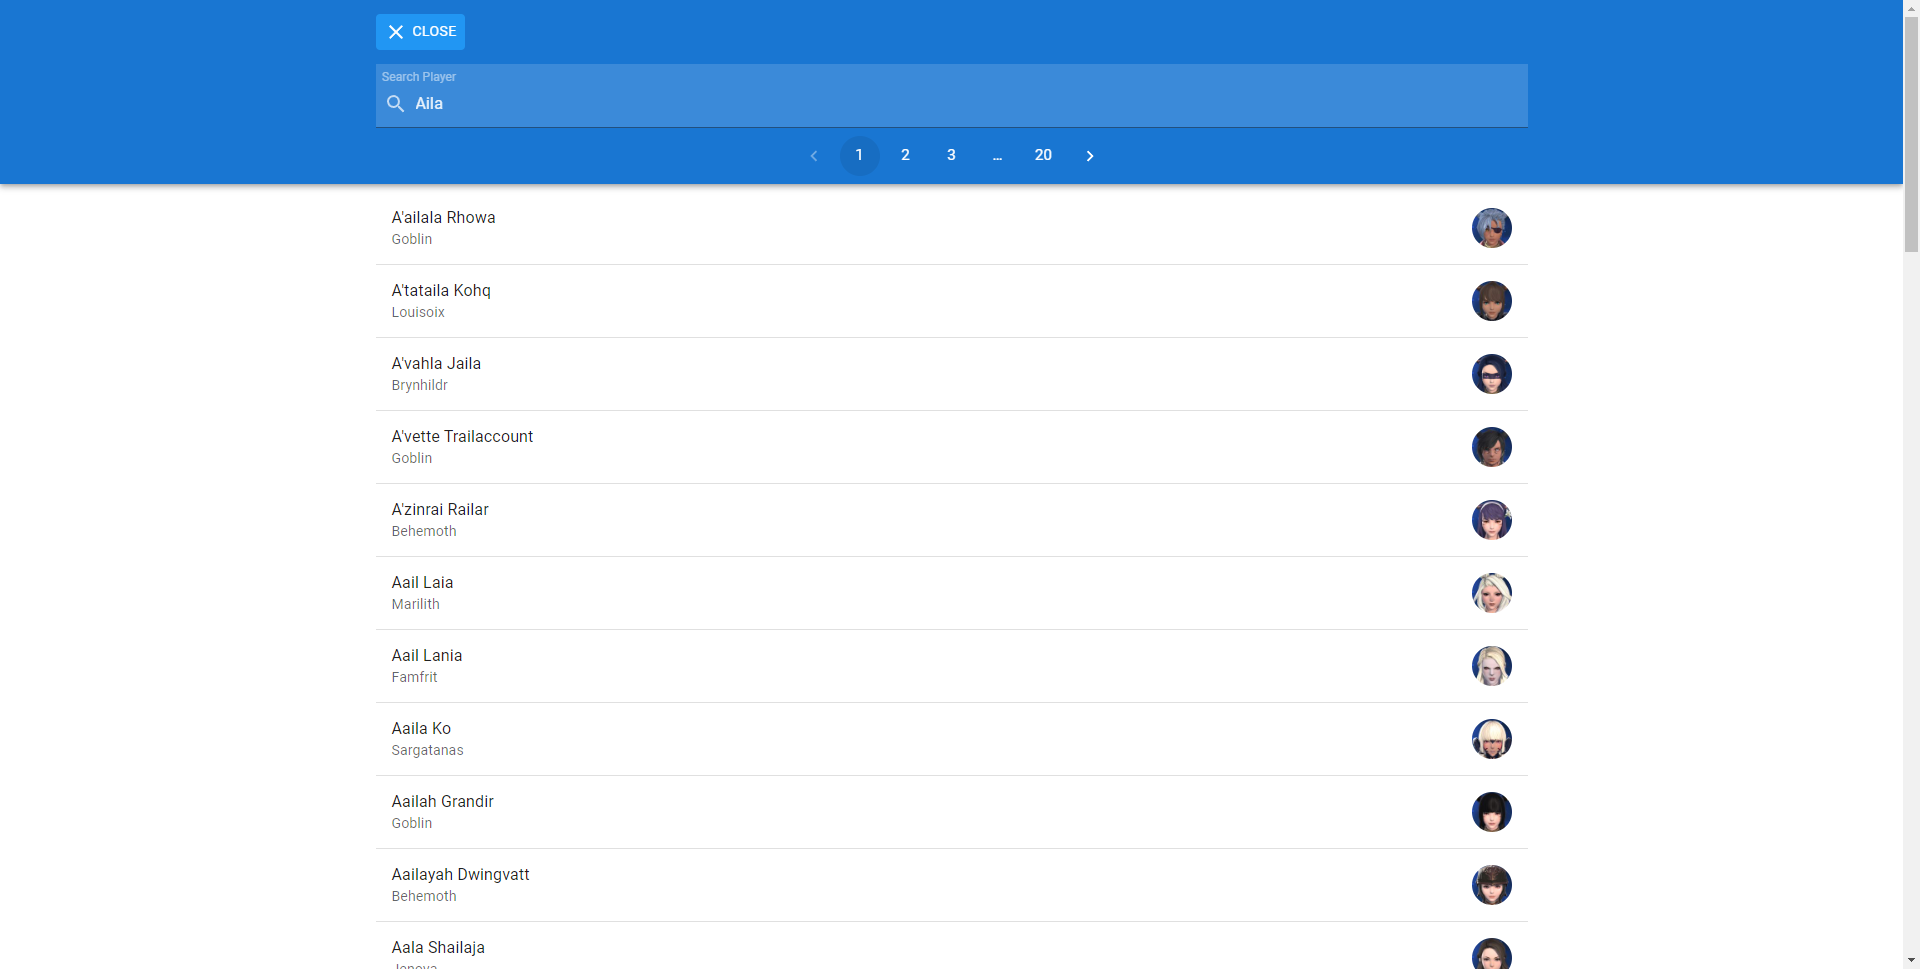 CLOSE
Search Player
Aila
1 2 3 ... 20
A'ailala Rhowa
Goblin
A'tataila Kohq
Louisoix
A'vahla Jaila
Brynhildr
A'vette Trailaccount
Goblin
A'zinrai Railar
Behemoth
Aail Laia
Marilith
Aail Lania
Famfrit
Aaila Ko
Sargatanas
Aailah Grandir
Goblin
Aailayah Dwingvatt
Behemoth
Aala Shailaja
Jenova